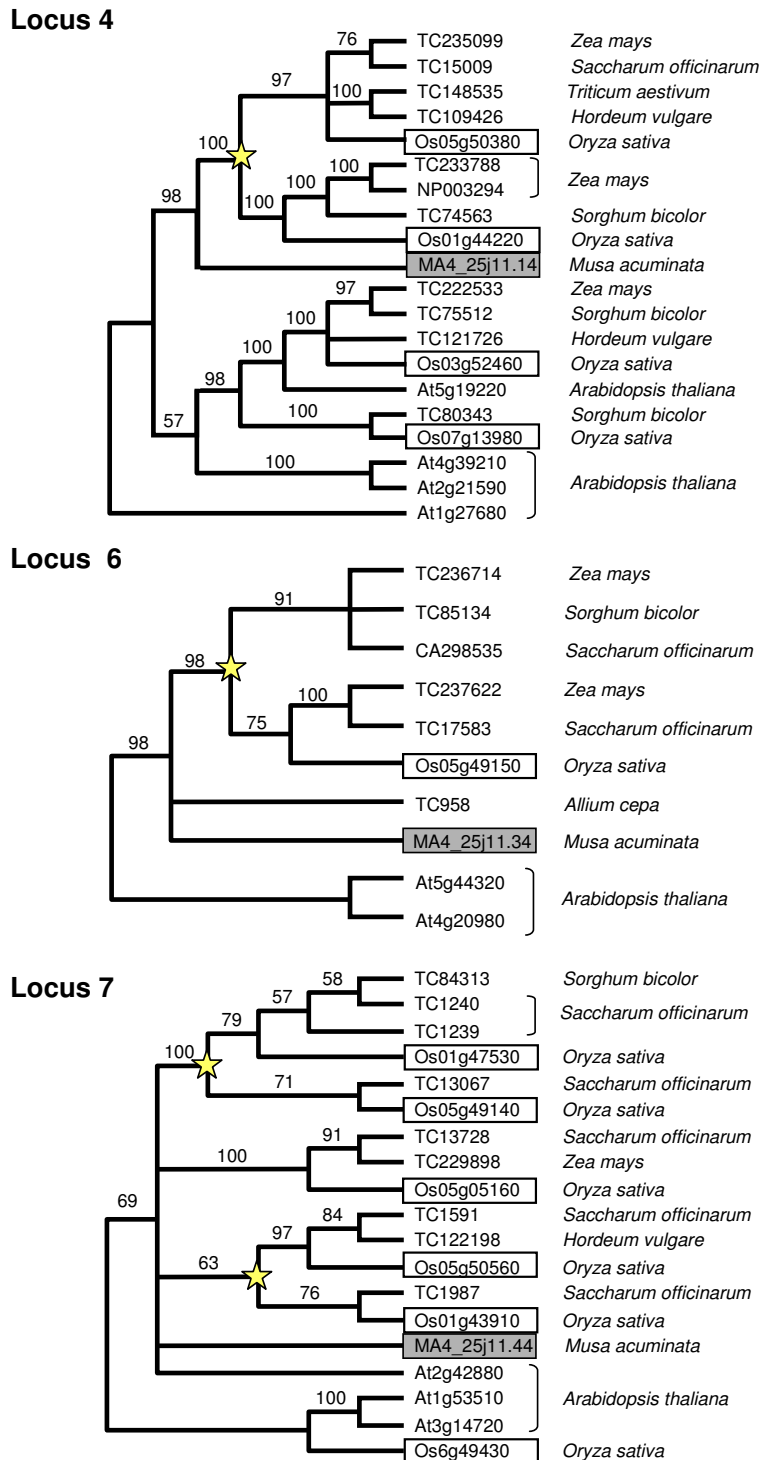 Locus 4
76 TC235099 Zea mays
97 TC15009 Saccharum officinarum
100 TC148535 Triticum aestivum
TC109426 Hordeum vulgare
100 Os05g50380 Oryza sativa
100 TC233788 Zea mays
98 100 100 NP003294
TC74563 Sorghum bicolor
Os01g44220 Oryza sativa
MA4_25j11.14 Musa acuminata
97 TC222533 Zea mays
100 TC75512 Sorghum bicolor
100 TC121726 Hordeum vulgare
Os03g52460 Oryza sativa
98 At5g19220 Arabidopsis thaliana
57 100 TC80343 Sorghum bicolor
Os07g13980 Oryza sativa
100 At4g39210 Arabidopsis thaliana
At2g21590
At1g27680
Locus 6
TC236714 Zea mays
91 TC85134 Sorghum bicolor
CA298535 Saccharum officinarum
98 100 TC237622 Zea mays
75 TC17583 Saccharum officinarum
98 Os05g49150 Oryza sativa
TC958 Allium cepa
MA4_25j11.34 Musa acuminata
At5g44320 Arabidopsis thaliana
At4g20980
Locus 7
58 TC84313 Sorghum bicolor
57 TC1240 Saccharum officinarum
79 TC1239
100 Os01g47530 Oryza sativa
71 TC13067 Saccharum officinarum
Os05g49140 Oryza sativa
91 TC13728 Saccharum officinarum
100 TC229898 Zea mays
Os05g05160 Oryza sativa
69 84 TC1591 Saccharum officinarum
97 TC122198 Hordeum vulgare
63 Os05g50560 Oryza sativa
76 TC1987 Saccharum officinarum
Os01g43910 Oryza sativa
MA4_25j11.44 Musa acuminata
At2g42880 Arabidopsis thaliana
100 At1g53510
At3g14720
Os6g49430 Oryza sativa